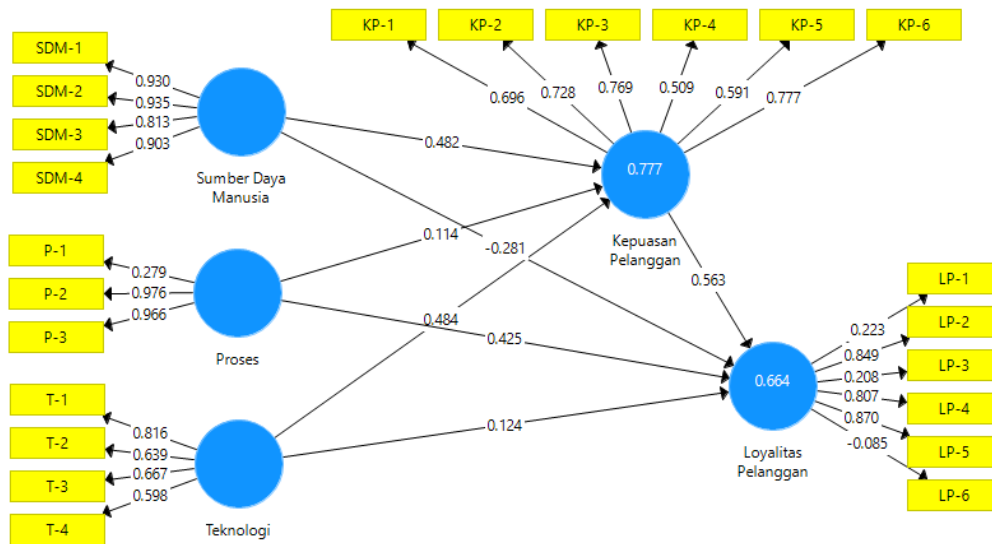 KP-1
KP-2
KP-3
KP-4
KP-5
KP-6
SDM-1
SDM-2
SDM-3
SDM-4
0.930
0.935
0.813
0.903
0.696
0.728
0.769
0.509
0.591
0.777
Sumber Daya
Manusia
0.482
0.777
Kepuasan
Pelanggan
P-1
P-2
P-3
0.279
0.976
0.966
Proses
0.114
-0.281
0.484
0.425
0.563
T-1
T-2
T-3
T-4
0.816
0.639
0.667
0.598
Teknologi
0.124
0.664
Loyalitas
Pelanggan
0.223
0.849
0.208
0.807
0.870
-0.085
LP-1
LP-2
LP-3
LP-4
LP-5
LP-6